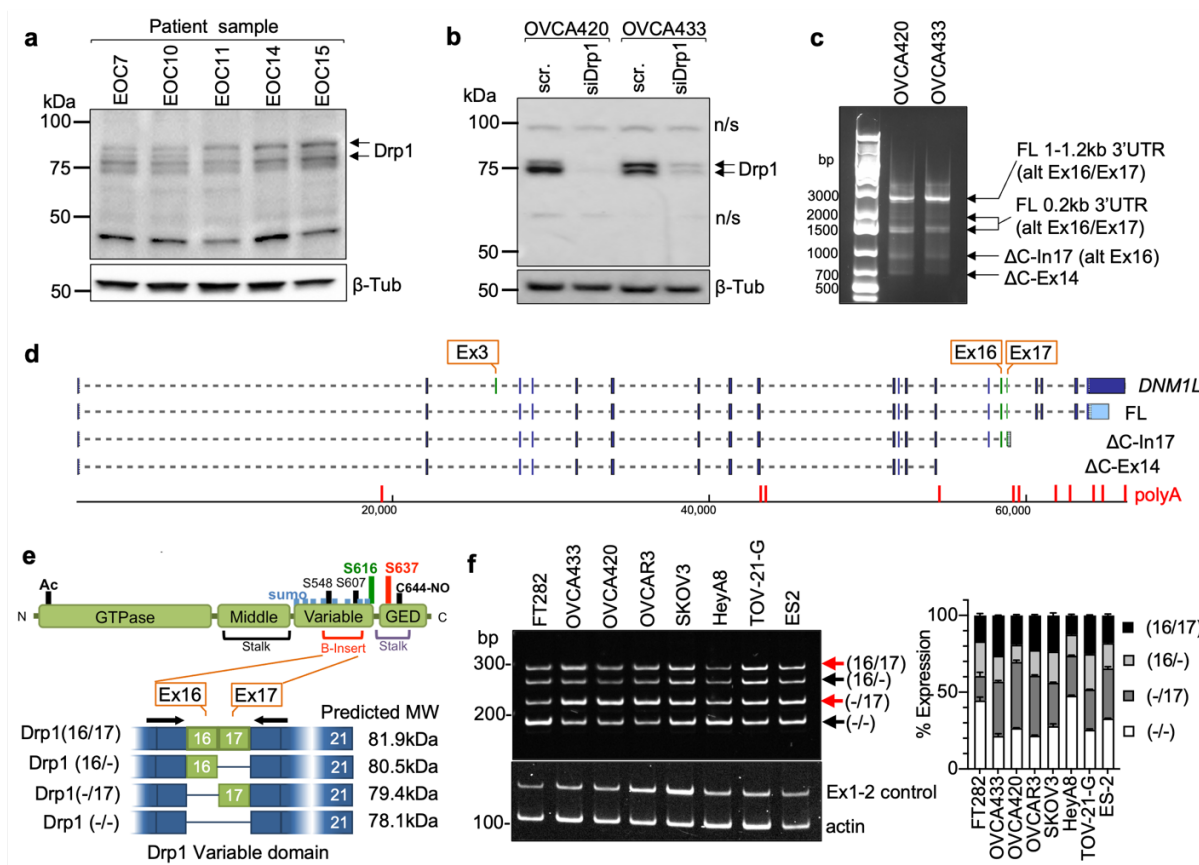 a
Patient sample
EOC7
EOC10
EOC11
EOC14
EOC15
kDa
100
75
50
Drp1
50
β-Tub
b
OVCA420 OVCA433
scr.
siDrp1
scr.
siDrp1
kDa
100
75
50
n/s
Drp1
n/s
50
β-Tub
c
OVCA420
OVCA433
bp
3000
2000
1500
1000
700
500
FL 1-1.2kb 3'UTR
(alt Ex16/Ex17)
FL 0.2kb 3'UTR
(alt Ex16/Ex17)
ΔC-In17 (alt Ex16)
ΔC-Ex14
d
Ex3
Ex16
Ex17
DNM1L
FL
ΔC-In17
ΔC-Ex14
polyA
20,000
40,000
60,000
e
Ac
sumo
S548
S607
S616
S637
C644-NO
N
GTPase
Middle
Variable
GED
C
Stalk
B-Insert
Stalk
Ex16
Ex17
Predicted MW
Drp1(16/17) 16 17 21 81.9kDa
Drp1 (16/-) 16 21 80.5kDa
Drp1(-/17) 17 21 79.4kDa
Drp1 (-/-) 21 78.1kDa
Drp1 Variable domain
f
FT282
OVCA433
OVCA420
OVCAR3
SKOV3
HeyA8
TOV-21-G
ES2
bp
300
200
100
(16/17)
(16/-)
(-/17)
(-/-)
Ex1-2 control
actin
% Expression
100
50
0
(16/17)
(16/-)
(-/17)
(-/-)
FT282
OVCA433
OVCA420
OVCAR3
SKOV3
HeyA8
TOV-21-G
ES-2